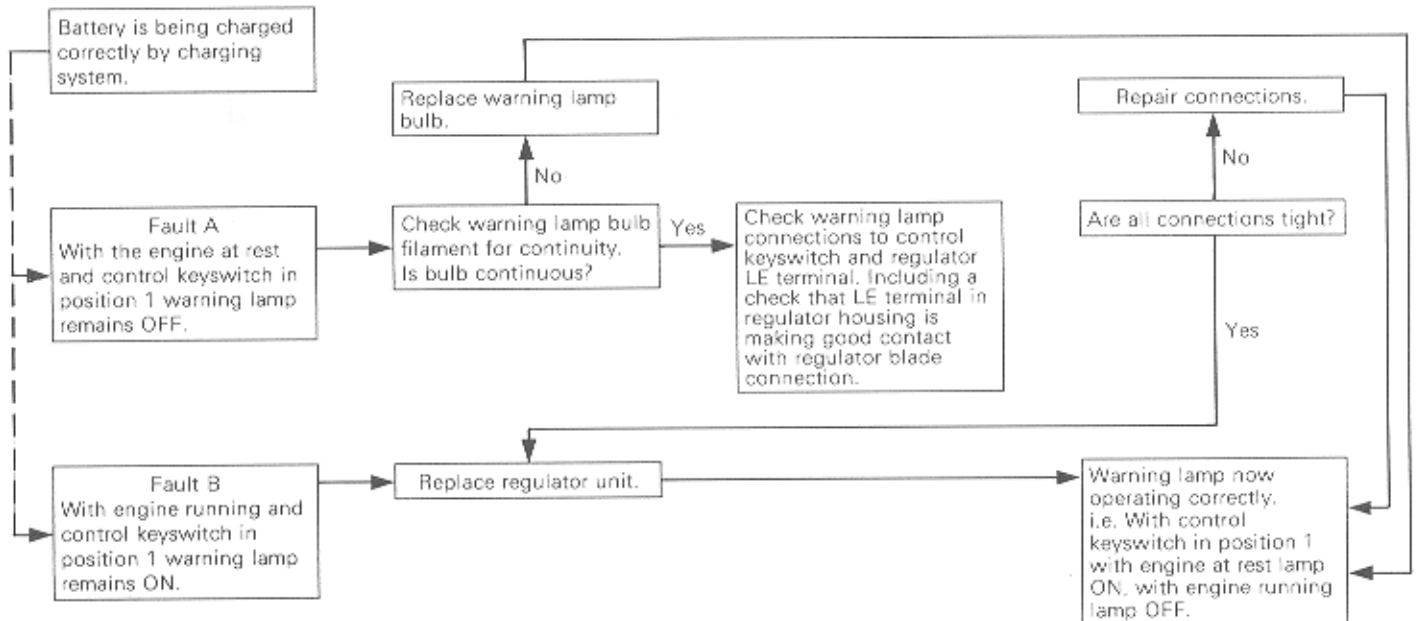 Battery is being charged
correctly by charging
system.
Replace warning lamp
bulb.
Repair connections.
No
No
Fault A
With the engine at rest
and control keyswitch in
position 1 warning lamp
remains OFF.
Check warning lamp bulb
filament for continuity.
Is bulb continuous?
Yes
Check warning lamp
connections to control
keyswitch and regulator
LE terminal. Including a
check that LE terminal in
regulator housing is
making good contact
with regulator blade
connection.
Are all connections tight?
Yes
Fault B
With engine running and
control keyswitch in
position 1 warning lamp
remains ON.
Replace regulator unit.
Warning lamp now
operating correctly.
i.e. With control
keyswitch in position 1
with engine at rest lamp
ON, with engine running
lamp OFF.